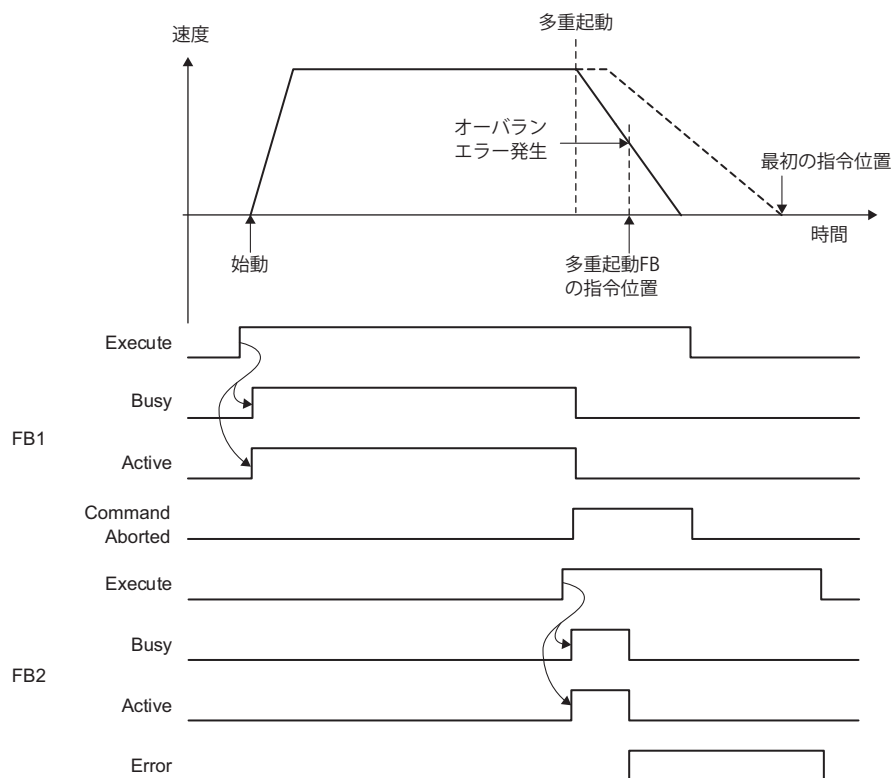 多重起動
速度
オーバラン
エラー発生
最初の指令位置
時間
始動
多重起動FB
の指令位置
Execute
Busy
FB1
Active
Command
Aborted
Execute
Busy
FB2
Active
Error